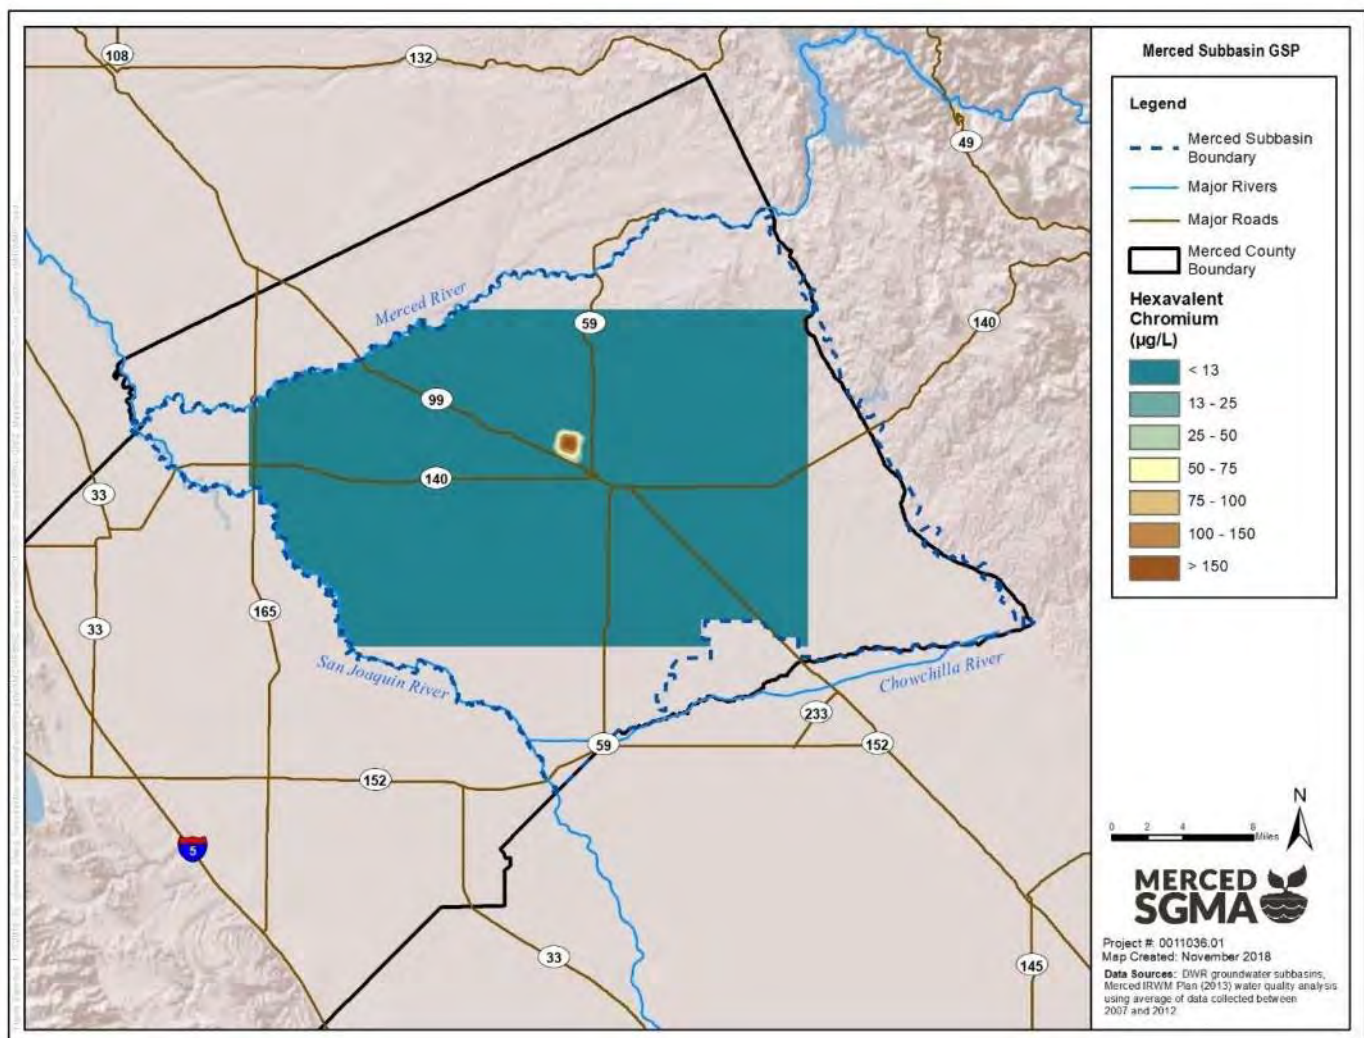 Merced Subbasin GSP
Legend
Merced Subbasin
Boundary
Major Rivers
Major Roads
Merced County
Boundary
Hexavalent
Chromium
(µg/L)
< 13
13 - 25
25 - 50
50 - 75
75 - 100
100 - 150
> 150
0 2 4 8
Miles
N
MERCED
SGMA
Project #: 0011036.01
Map Created: November 2018
Data Sources: DWR groundwater subbasins,
Merced IRWM Plan (2013) water quality analysis
using average of data collected between
2007 and 2012
108
132
49
Merced River
59
140
99
140
33
165
33
San Joaquin River
Chowchilla River
233
59
152
152
5
33
145